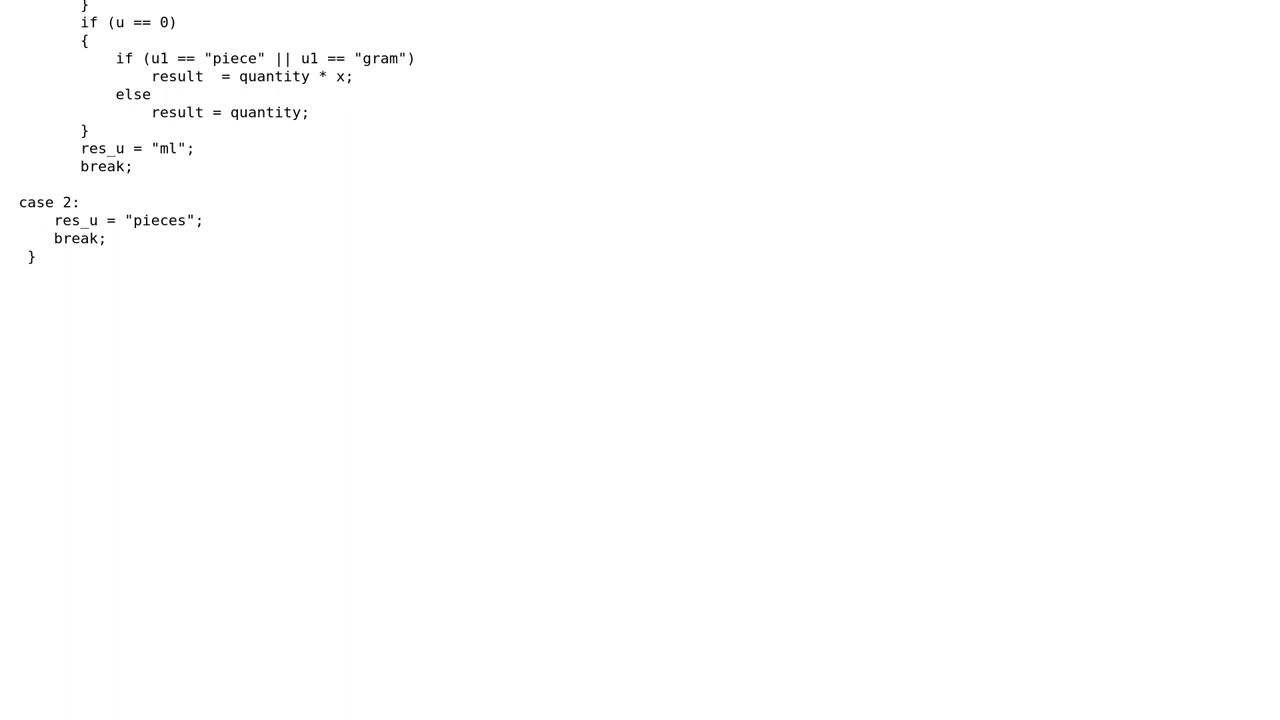 }
if (u == 0)
{
if (u1 == "piece" || u1 == "gram")
result  = quantity * x;
else
result = quantity;
}
res_u = "ml";
break;
case 2:
res_u = "pieces";
break;
}